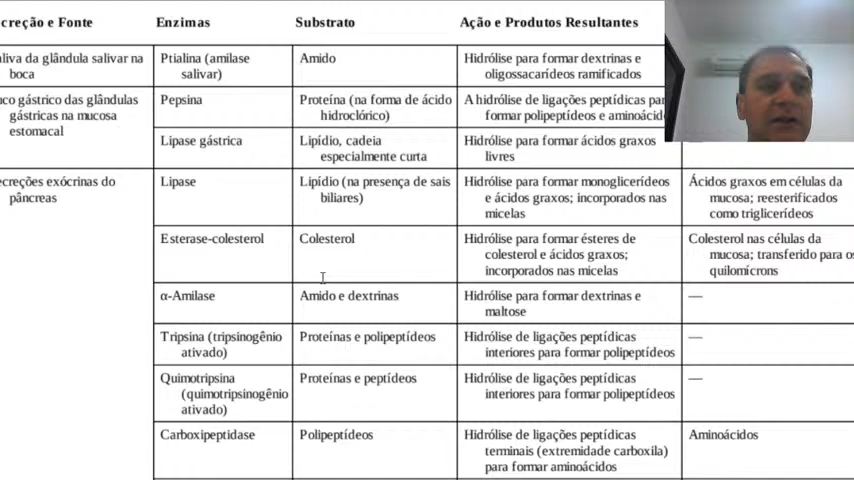 creção e Fonte Enzimas Substrato Ação e Produtos Resultantes
aliva da glândula salivar na Ptialina (amilase Amido Hidrólise para formar dextrinas e
boca salivar) oligossacarídeos ramificados
uco gástrico das glândulas Pepsina Proteína (na forma de ácido A hidrólise de ligações peptídicas par
gástricas na mucosa hidroclórico) formar polipeptídeos e aminoácid
estomacal
Lipase gástrica Lipídio, cadeia Hidrólise para formar ácidos graxos
especialmente curta livres
ecreções exócrinas do Lipase Lipídio (na presença de sais Hidrólise para formar monoglicerídeos Ácidos graxos em células da
pâncreas biliares) e ácidos graxos; incorporados nas mucosa; reesterificados
micelas como triglicerídeos
Esterase-colesterol Colesterol Hidrólise para formar ésteres de Colesterol nas células da
colesterol e ácidos graxos; mucosa; transferido para os
incorporados nas micelas quilomícrons
α-Amilase Amido e dextrinas Hidrólise para formar dextrinas e —
maltose
Tripsina (tripsinogênio Proteínas e polipeptídeos Hidrólise de ligações peptídicas —
ativado) interiores para formar polipeptídeos
Quimotripsina Proteínas e peptídeos Hidrólise de ligações peptídicas —
(quimotripsinogênio interiores para formar polipeptídeos
ativado)
Carboxipeptidase Polipeptídeos Hidrólise de ligações peptídicas Aminoácidos
terminais (extremidade carboxila)
para formar aminoácidos